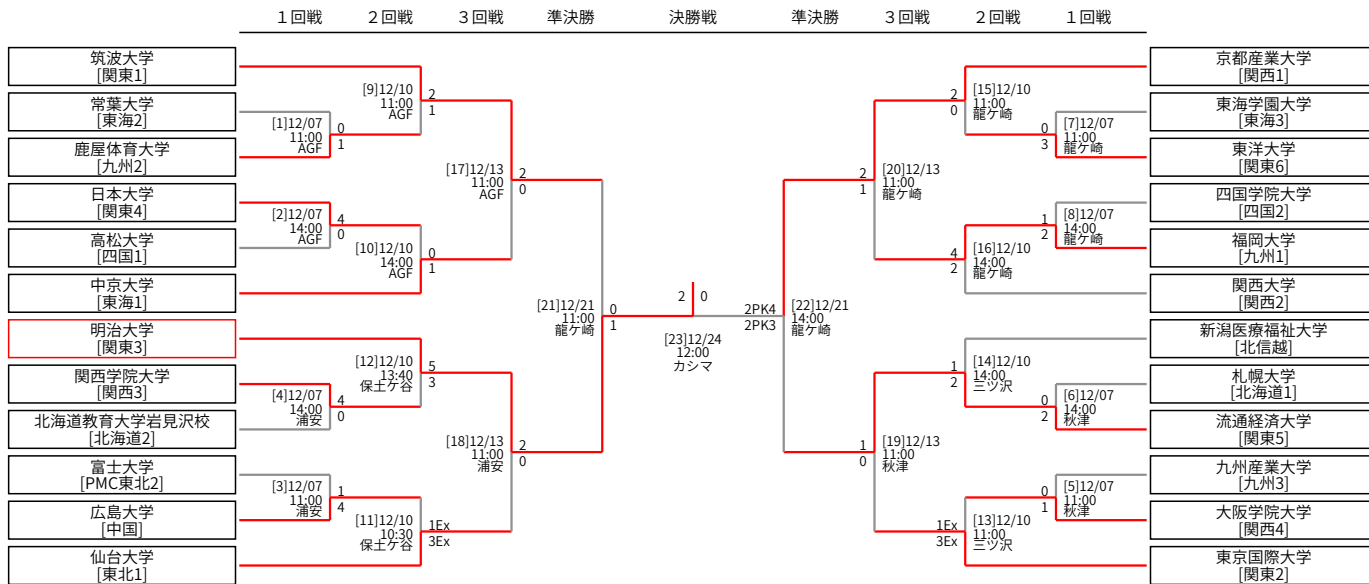 １回戦
２回戦
３回戦
準決勝
決勝戦
準決勝
３回戦
２回戦
１回戦
筑波大学
[関東1]
常葉大学
[東海2]
鹿屋体育大学
[九州2]
日本大学
[関東4]
高松大学
[四国1]
中京大学
[東海1]
明治大学
[関東3]
関西学院大学
[関西3]
北海道教育大学岩見沢校
[北海道2]
富士大学
[PMC東北2]
広島大学
[中国]
仙台大学
[東北1]
[1]12/07
11:00
AGF
0
1
[2]12/07
14:00
AGF
4
0
[4]12/07
14:00
浦安
4
0
[3]12/07
11:00
浦安
1
4
[9]12/10
11:00
AGF
2
1
[10]12/10
14:00
AGF
0
1
[12]12/10
13:40
保土ケ谷
5
3
[11]12/10
10:30
保土ケ谷
1Ex
3Ex
[17]12/13
11:00
AGF
2
0
[18]12/13
11:00
浦安
2
0
[21]12/21
11:00
龍ケ崎
0
1
2
0
[23]12/24
12:00
カシマ
2PK4
2PK3
[22]12/21
14:00
龍ケ崎
2
1
[20]12/13
11:00
龍ケ崎
1
0
[19]12/13
11:00
秋津
2
0
[15]12/10
11:00
龍ケ崎
4
2
[16]12/10
14:00
龍ケ崎
1
2
[14]12/10
14:00
三ツ沢
1Ex
3Ex
[13]12/10
11:00
三ツ沢
0
3
[7]12/07
11:00
龍ケ崎
1
2
[8]12/07
14:00
龍ケ崎
0
2
[6]12/07
14:00
秋津
0
1
[5]12/07
11:00
秋津
京都産業大学
[関西1]
東海学園大学
[東海3]
東洋大学
[関東6]
四国学院大学
[四国2]
福岡大学
[九州1]
関西大学
[関西2]
新潟医療福祉大学
[北信越]
札幌大学
[北海道1]
流通経済大学
[関東5]
九州産業大学
[九州3]
大阪学院大学
[関西4]
東京国際大学
[関東2]